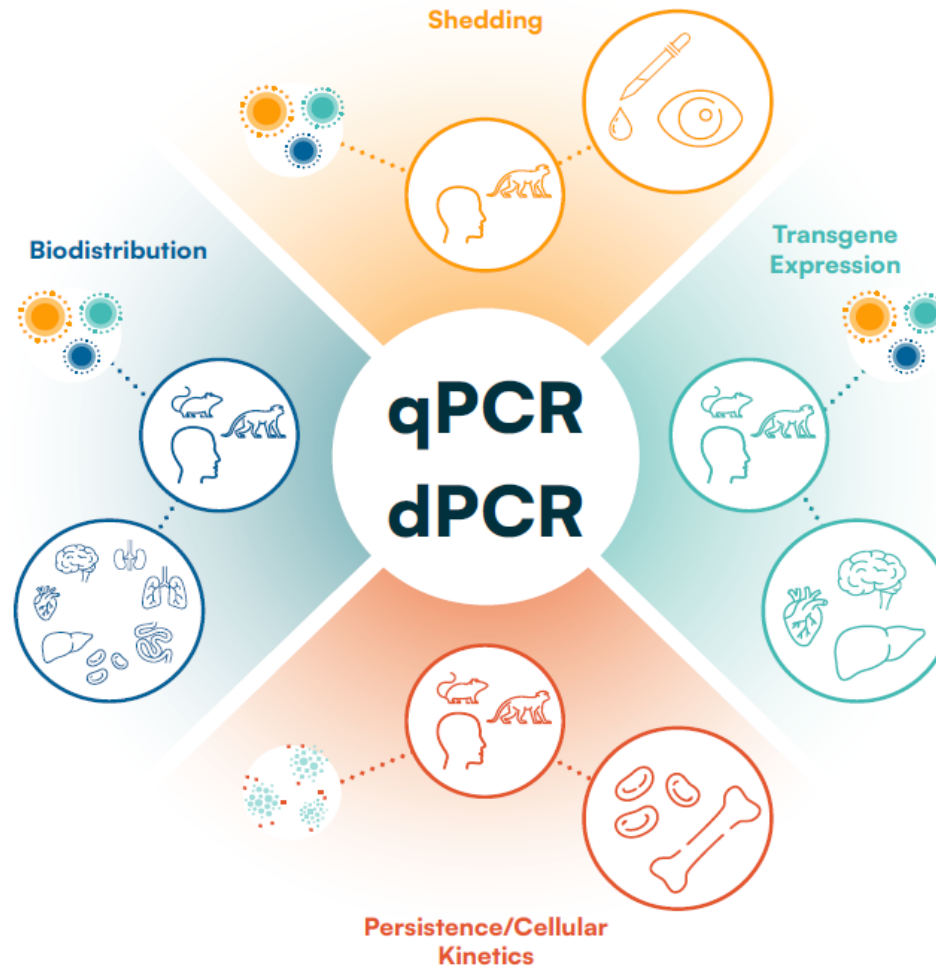 Shedding
Biodistribution
Transgene
Expression
qPCR
dPCR
Persistence/Cellular
Kinetics